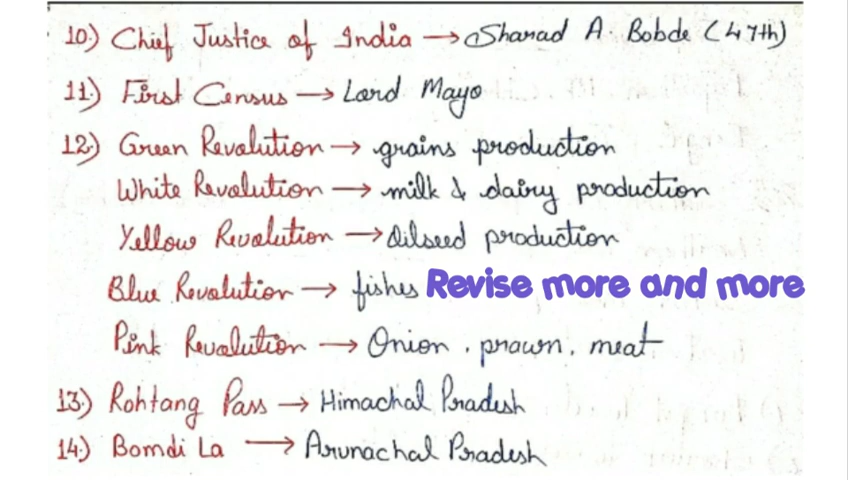 10.) Chief Justice of India → Sharad A. Bobde (47th)
11.) First Census → Lord Mayo
12.) Green Revolution → grains production
White Revolution → milk & dairy production
Yellow Revolution → Oilseed production
Blue Revolution → fishes Revise more and more
Pink Revolution → Onion, prawn, meat
13.) Rohtang Pass → Himachal Pradesh
14.) Bomdi La → Arunachal Pradesh